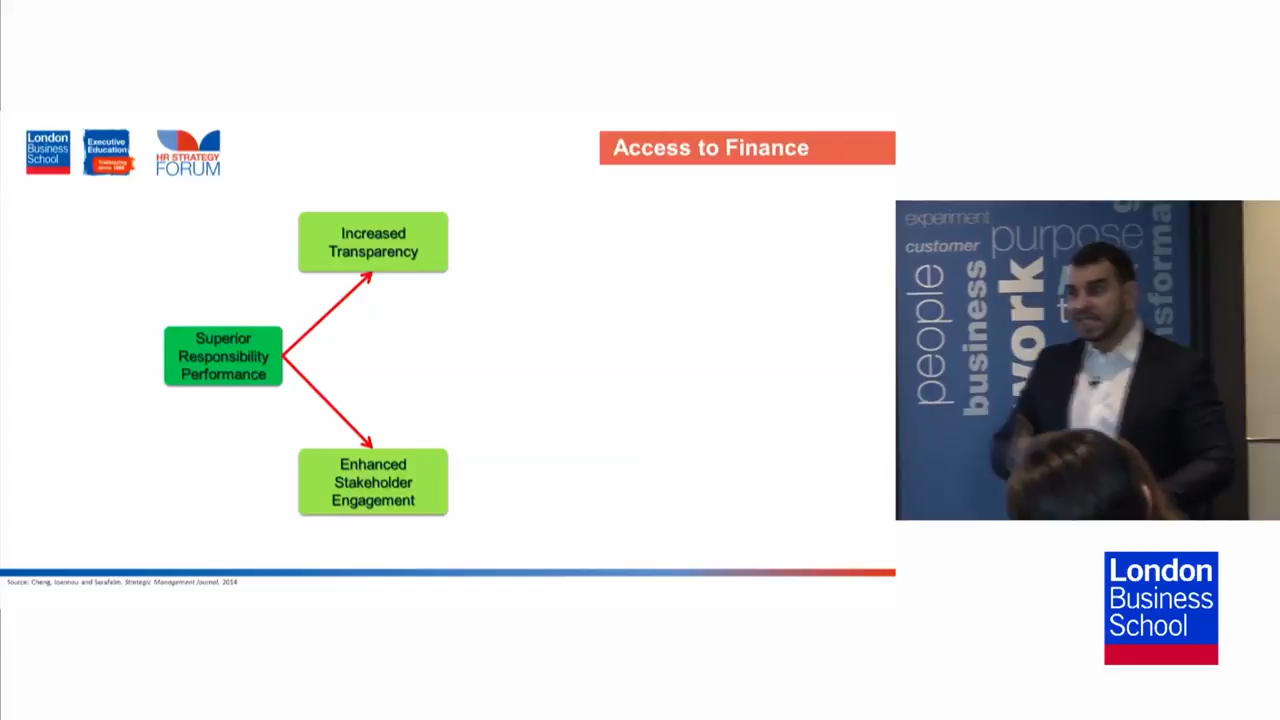 London
Business
School
Executive
Education
HR STRATEGY
FORUM
Access to Finance
Increased
Transparency
Superior
Responsibility
Performance
Enhanced
Stakeholder
Engagement
Source: Cheng, Ioannou and Serafeim, Strategic Management Journal, 2014
experiment
customer
purpose
people
business
work
London
Business
School